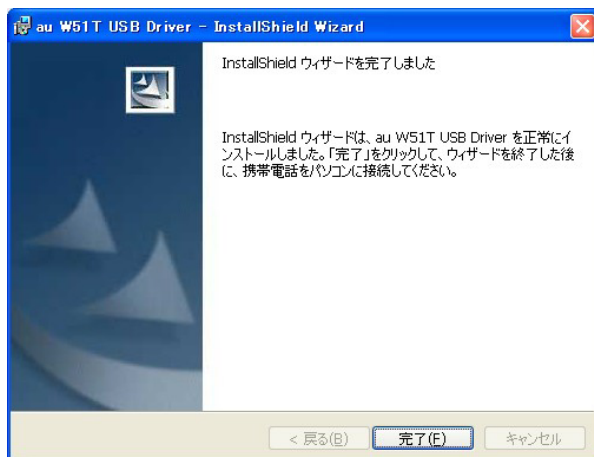 au W51T USB Driver - InstallShield Wizard
InstallShield ウィザードを完了しました
InstallShield ウィザードは、au W51T USB Driver を正常にイ
ンストールしました。「完了」をクリックして、ウィザードを終了した後
に、携帯電話をパソコンに接続してください。
< 戻る(B)
完了(F)
キャンセル